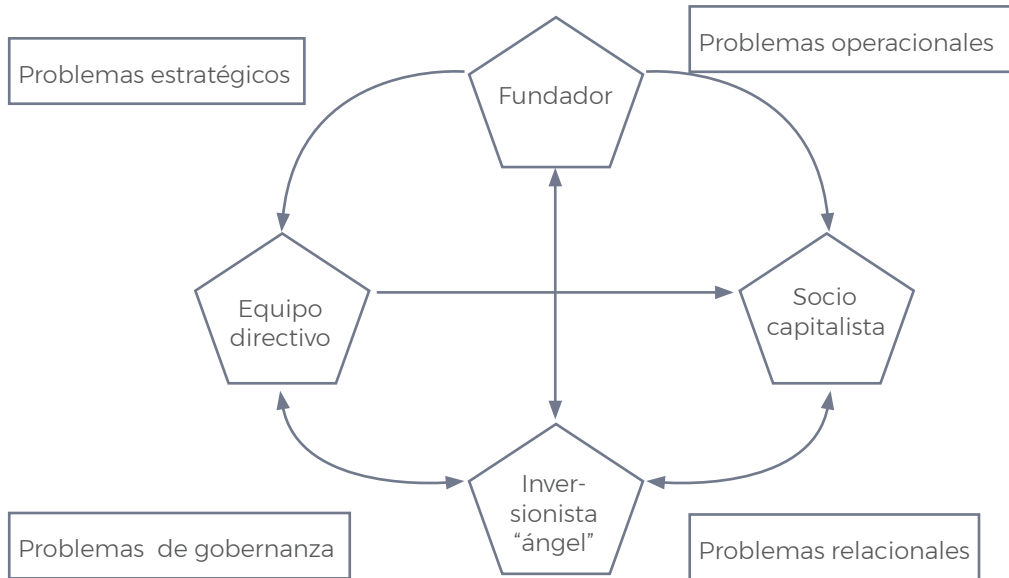 Problemas operacionales
Problemas estratégicos
Fundador
Equipo
directivo
Socio
capitalista
Inver-
sionista
“ángel”
Problemas de gobernanza
Problemas relacionales